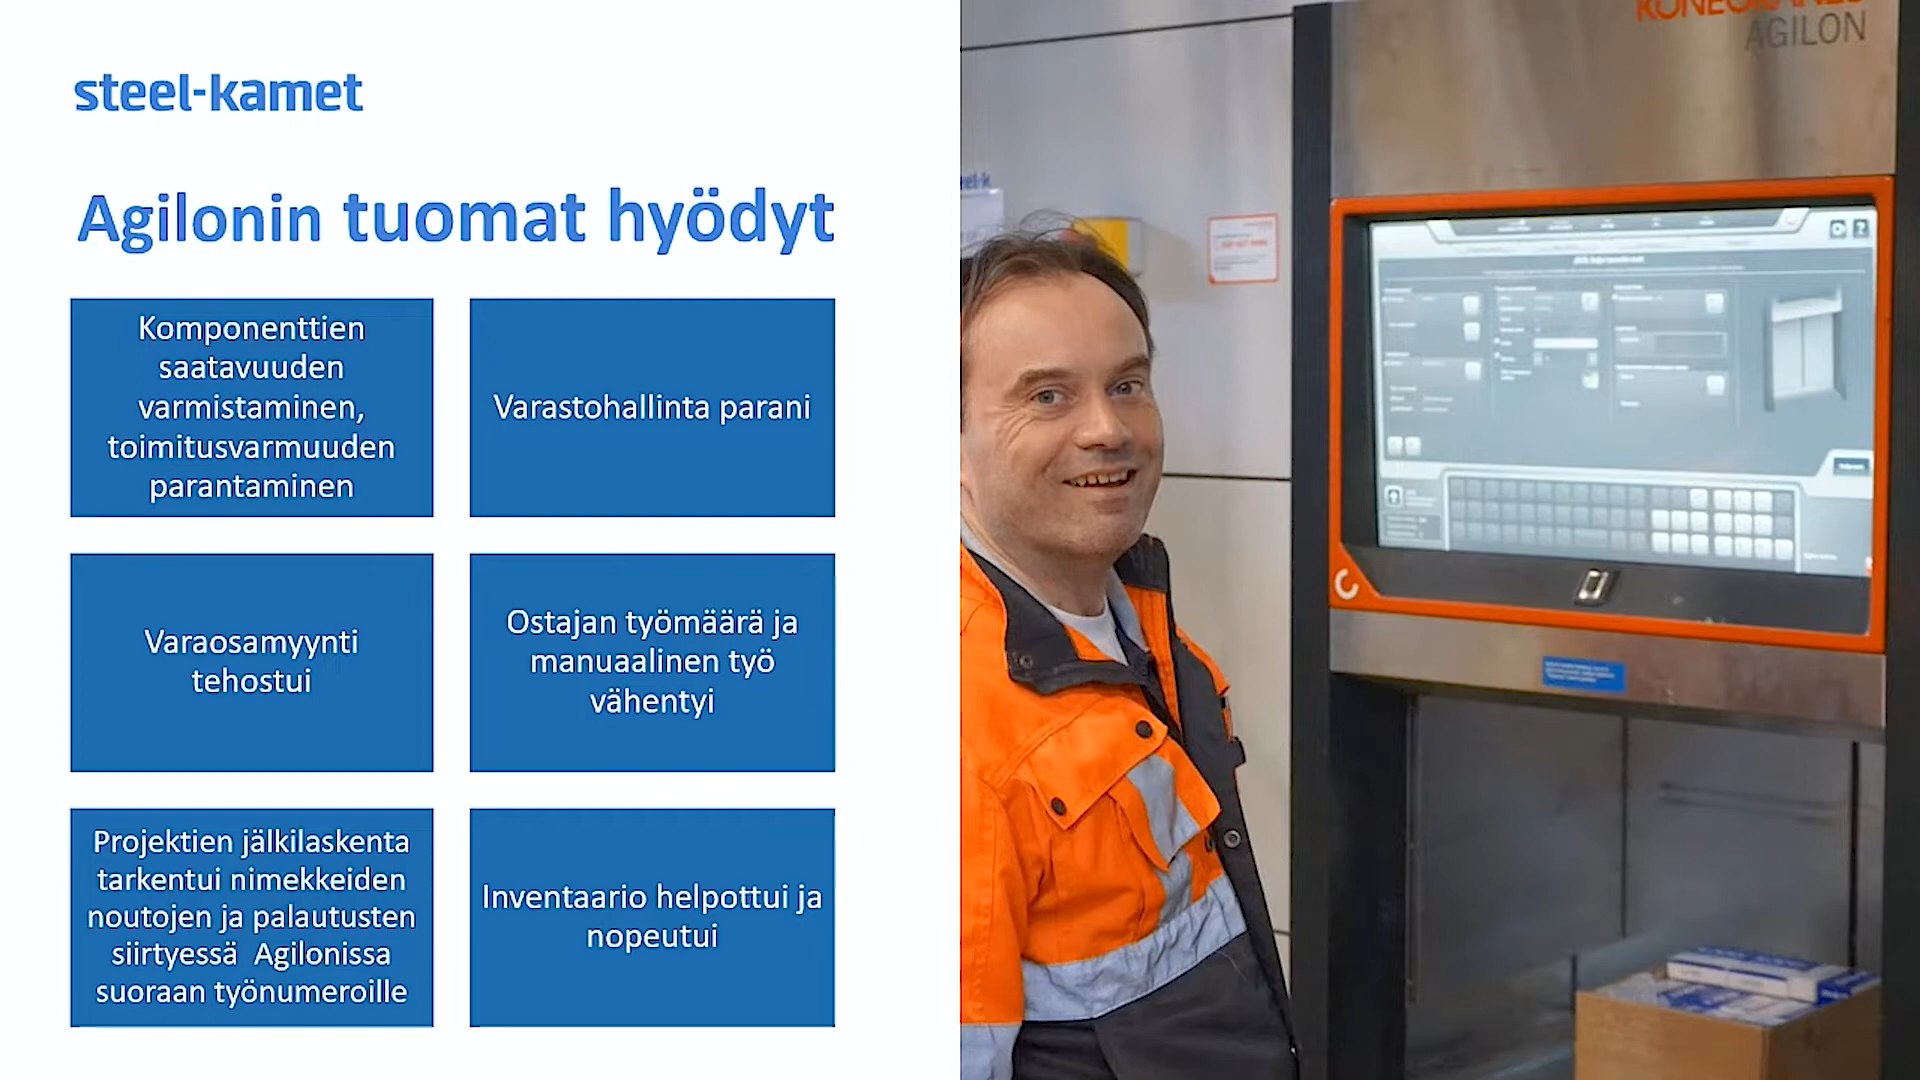 steel-kamet
Agilonin tuomat hyödyt
Komponenttien
saatavuuden
varmistaminen,
toimitusvarmuuden
parantaminen
Varastohallinta parani
Varaosamyynti
tehostui
Ostajan työmäärä ja
manuaalinen työ
vähentyi
Projektien jälkilaskenta
tarkentui nimekkeiden
noutojen ja palautusten
siirtyessä  Agilonissa
suoraan työnumeroille
Inventaario helpottui ja
nopeutui
KONECRANES
AGILON